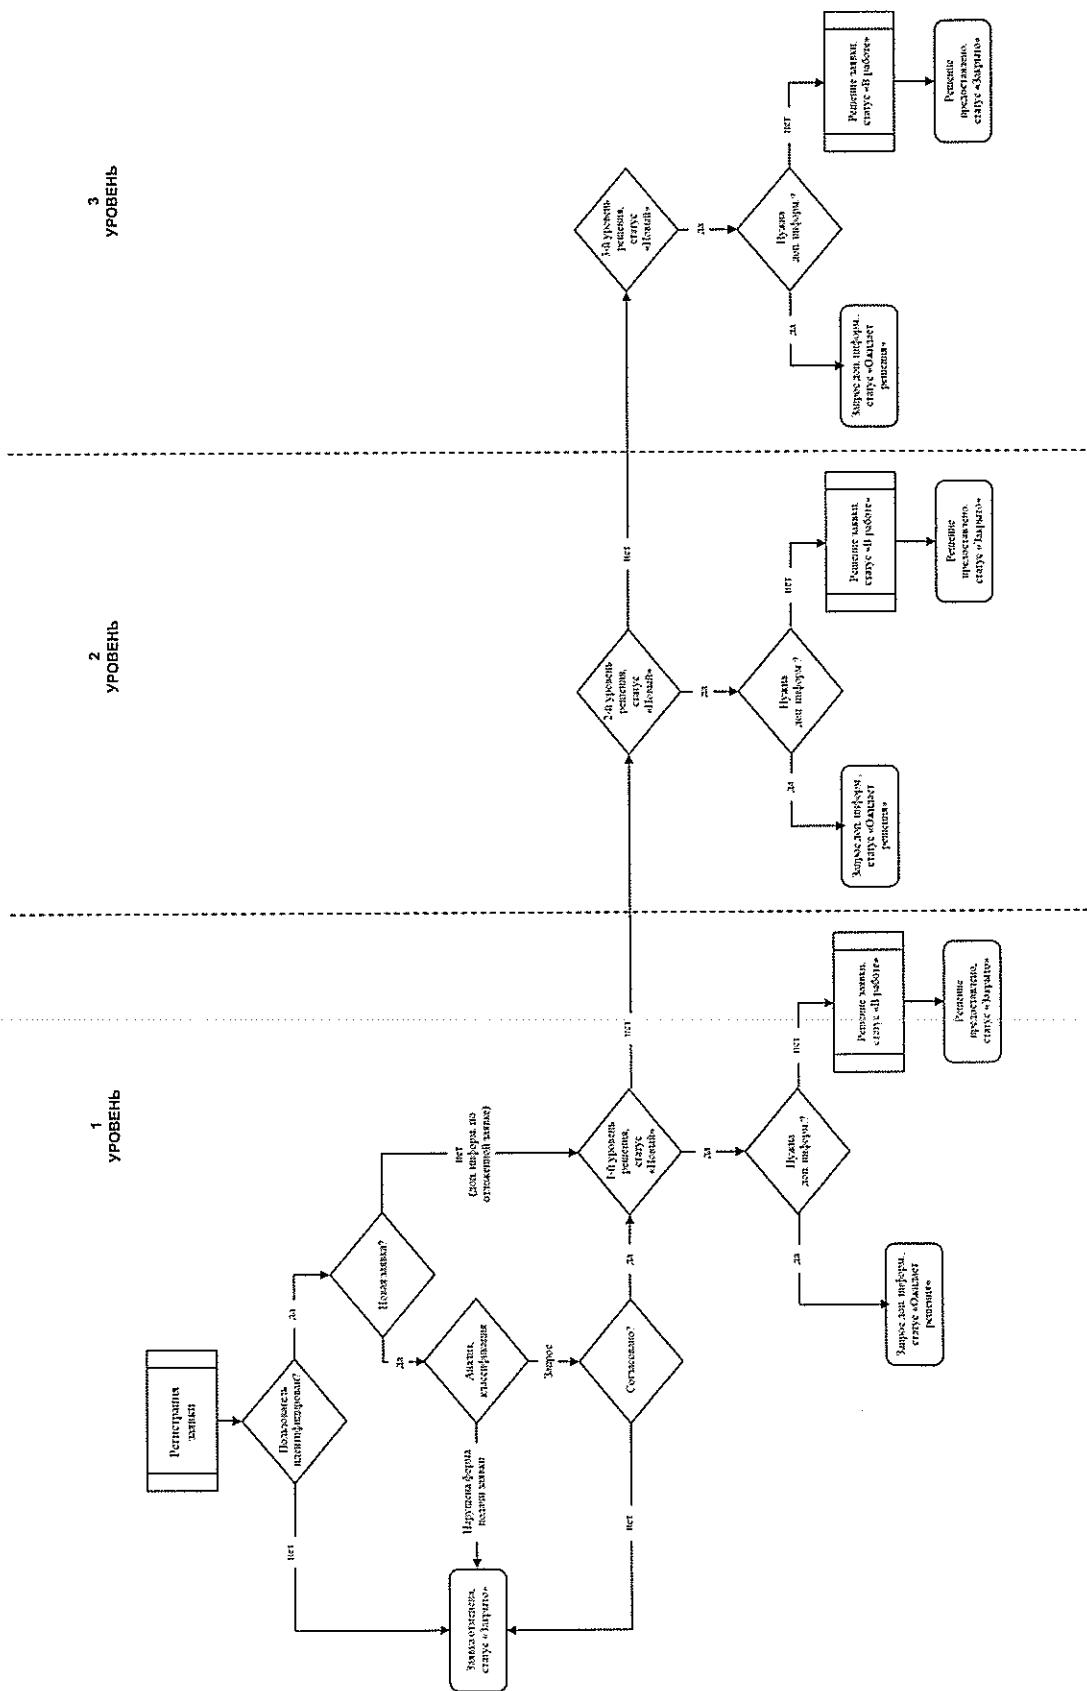 1
УРОВЕНЬ
2
УРОВЕНЬ
3
УРОВЕНЬ
Регистрация
заявки
Пользователь
идентифицирован?
нет
да
Новая заявка?
да
нет
(доп. информ. по
отложенной заявке)
Анализ,
классификация
Нарушена форма
подачи заявки
Запрос
Заявка отменена,
статус «Закрыто»
Согласовано?
нет
да
1-й уровень
решения,
статус
«Новый»
нет
да
Нужна
доп. информ.?
да
нет
Запрос доп. информ.,
статус «Ожидает
решения»
Решение заявки,
статус «В работе»
Решение
предоставлено,
статус «Закрыто»
2-й уровень
решения,
статус
«Новый»
нет
да
Нужна
доп. информ.?
да
нет
Запрос доп. информ.,
статус «Ожидает
решения»
Решение заявки,
статус «В работе»
Решение
предоставлено,
статус «Закрыто»
3-й уровень
решения,
статус
«Новый»
да
Нужна
доп. информ.?
да
нет
Запрос доп. информ.,
статус «Ожидает
решения»
Решение заявки,
статус «В работе»
Решение
предоставлено,
статус «Закрыто»